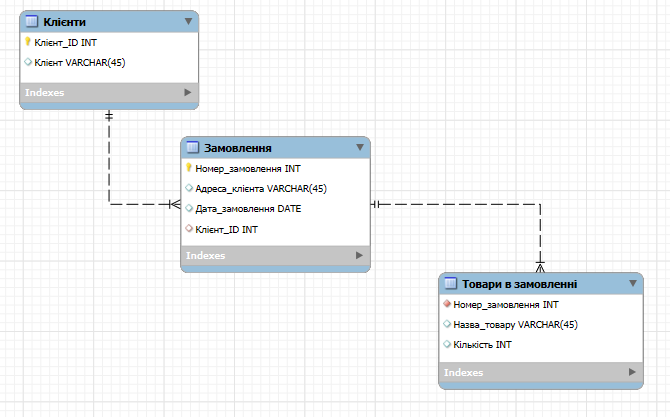 Клієнти
Клієнт_ID INT
Клієнт VARCHAR(45)
Indexes
Замовлення
Номер_замовлення INT
Адреса_клієнта VARCHAR(45)
Дата_замовлення DATE
Клієнт_ID INT
Indexes
Товари в замовленні
Номер_замовлення INT
Назва_товару VARCHAR(45)
Кількість INT
Indexes